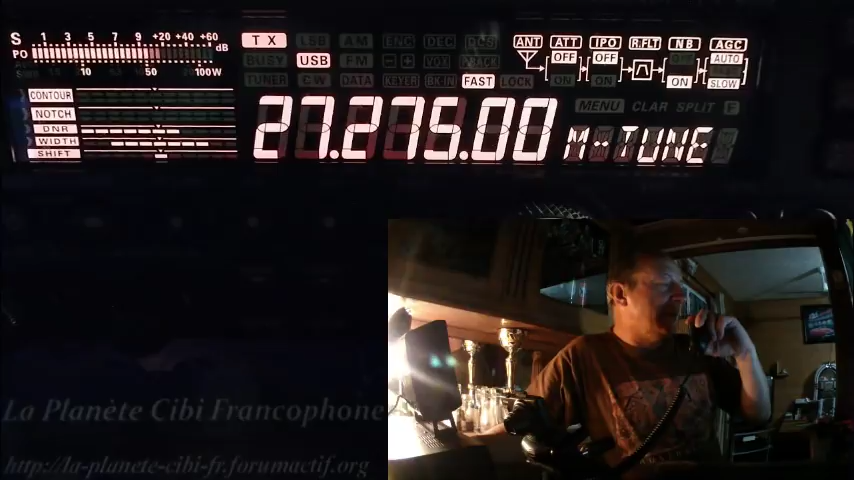 S 1 3 5 7 9 +20 +40 +60 dB
PO
10 50 100W
TX LSB AM ENC DEC DCS
BUSY USB FM VOX
TUNER CW DATA KEYER BK-IN FAST LOCK
ANT ATT IPO R.FLT NB AGC
OFF OFF AUTO
ON ON ON SLOW
CONTOUR
NOTCH
DNR
WIDTH
SHIFT
MENU CLAR SPLIT F
27.275.00 M-TUNE
La Planète Cibi Francophone
http://la-planete-cibi-fr.forumactif.org